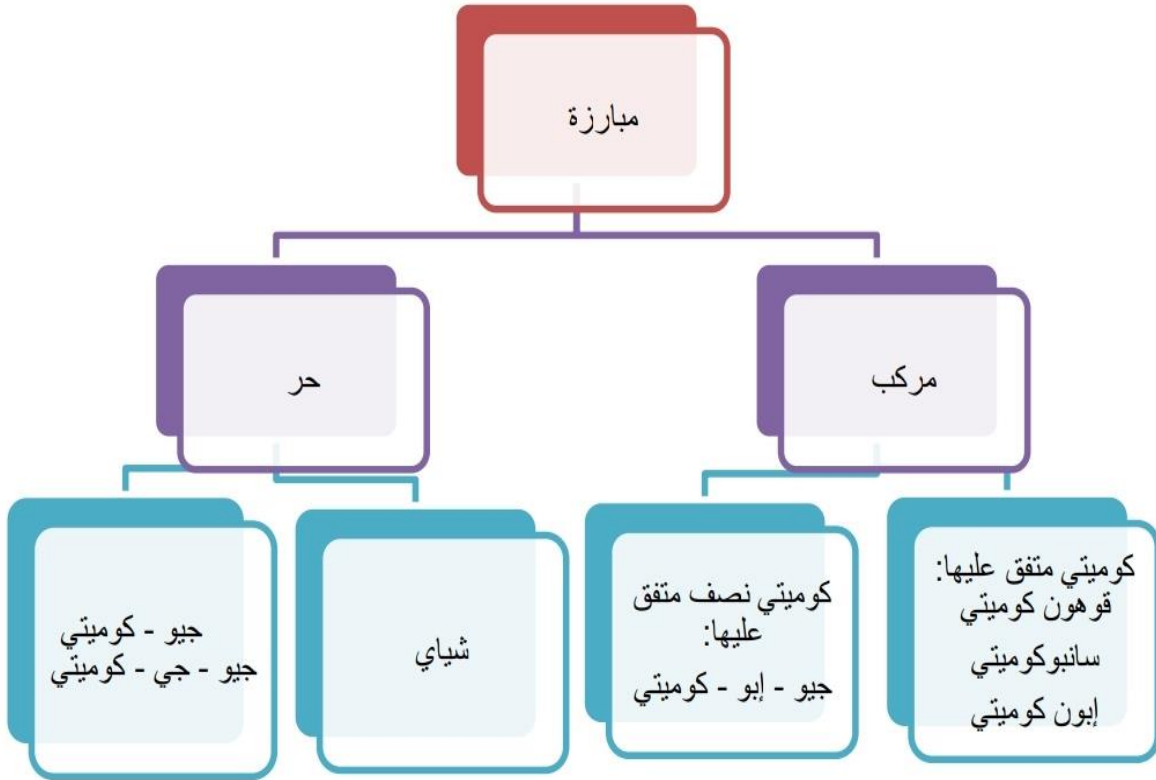 مبارزة
مركب
حر
كوميتي متفق عليها:
قوهون كوميتي
سانبوكوميتي
إبون كوميتي
كوميتي نصف متفق
عليها:
جيو - إبو - كوميتي
شياي
جيو - كوميتي
جيو - جي - كوميتي